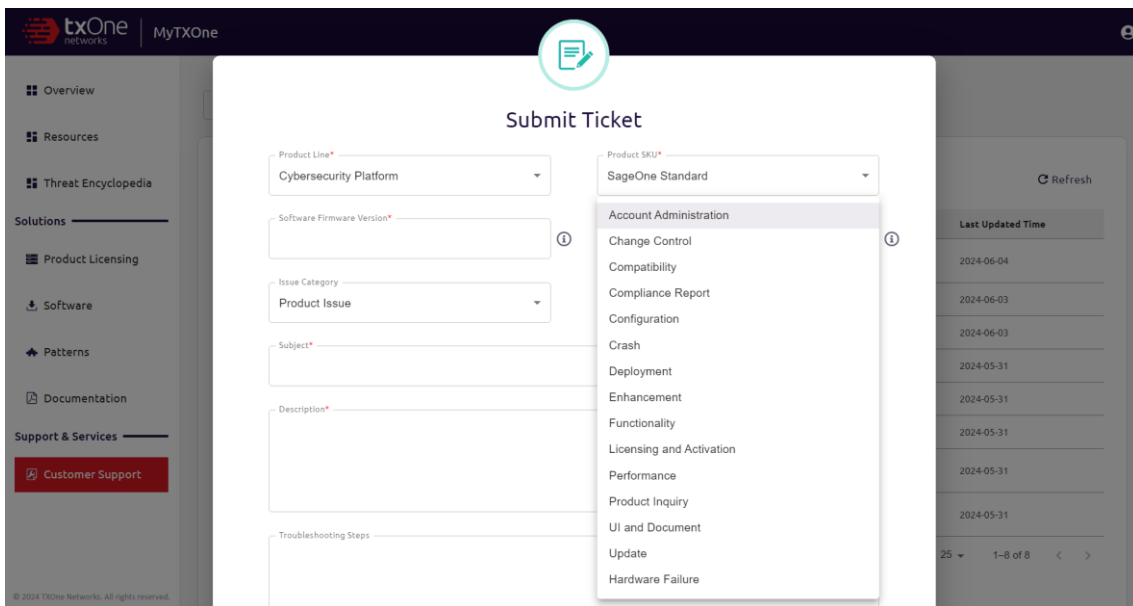 txOne
networks
MyTXOne
Overview
Resources
Threat Encyclopedia
Solutions
Product Licensing
Software
Patterns
Documentation
Support & Services
Customer Support
© 2024 TXOne Networks. All rights reserved.
Submit Ticket
Product Line*
Cybersecurity Platform
Product SKU*
SageOne Standard
Software Firmware Version*
Issue Category
Product Issue
Subject*
Description*
Troubleshooting Steps
Account Administration
Change Control
Compatibility
Compliance Report
Configuration
Crash
Deployment
Enhancement
Functionality
Licensing and Activation
Performance
Product Inquiry
UI and Document
Update
Hardware Failure
Refresh
Last Updated Time
2024-06-04
2024-06-03
2024-06-03
2024-05-31
2024-05-31
2024-05-31
2024-05-31
2024-05-31
25 1–8 of 8 < >